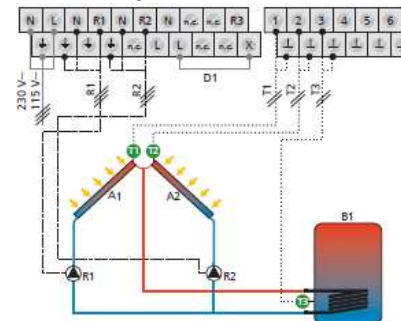 N L N R1 N R2 N n.c. n.c. R3
n.c. L L n.c. n.c. X
1 2 3 4 5 6
D1
230 V~
115 V~
R1
R2
T1
T2
T3
T1 T2
A1 A2
B1
R1 R2
T3